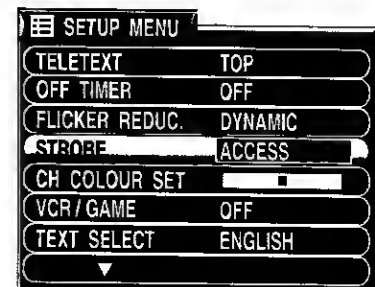 SETUP MENU
TELETEXT TOP
OFF TIMER OFF
FLICKER REDUC. DYNAMIC
STROBE ACCESS
CH COLOUR SET
VCR / GAME OFF
TEXT SELECT ENGLISH